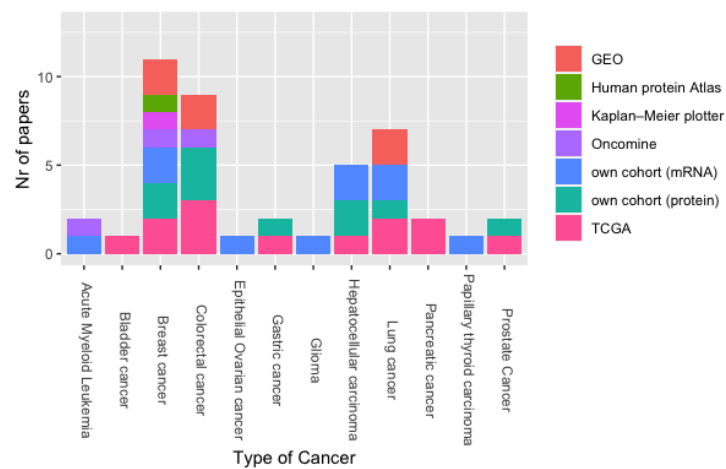 Nr of papers
10
5
0
Acute Myeloid Leukemia
Bladder cancer
Breast cancer
Colorectal cancer
Epithelial Ovarian cancer
Gastric cancer
Glioma
Hepatocellular carcinoma
Lung cancer
Pancreatic cancer
Papillary thyroid carcinoma
Prostate Cancer
Type of Cancer
GEO
Human protein Atlas
Kaplan–Meier plotter
Oncomine
own cohort (mRNA)
own cohort (protein)
TCGA